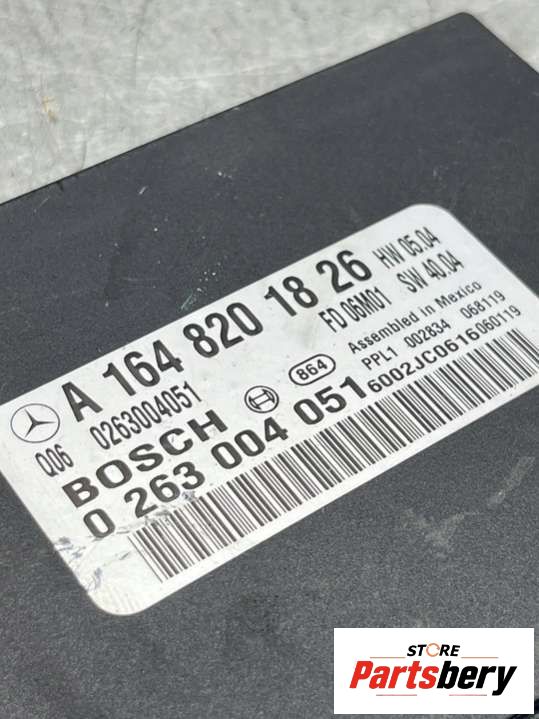 A 164 820 18 26
HW 05.04
Q06 0263004051
FD 06M01 SW 40.04
BOSCH
864
Assembled in Mexico
PPL1 002834 068119
0 263 004 051
6002JC0616060119
STORE
Partsbery